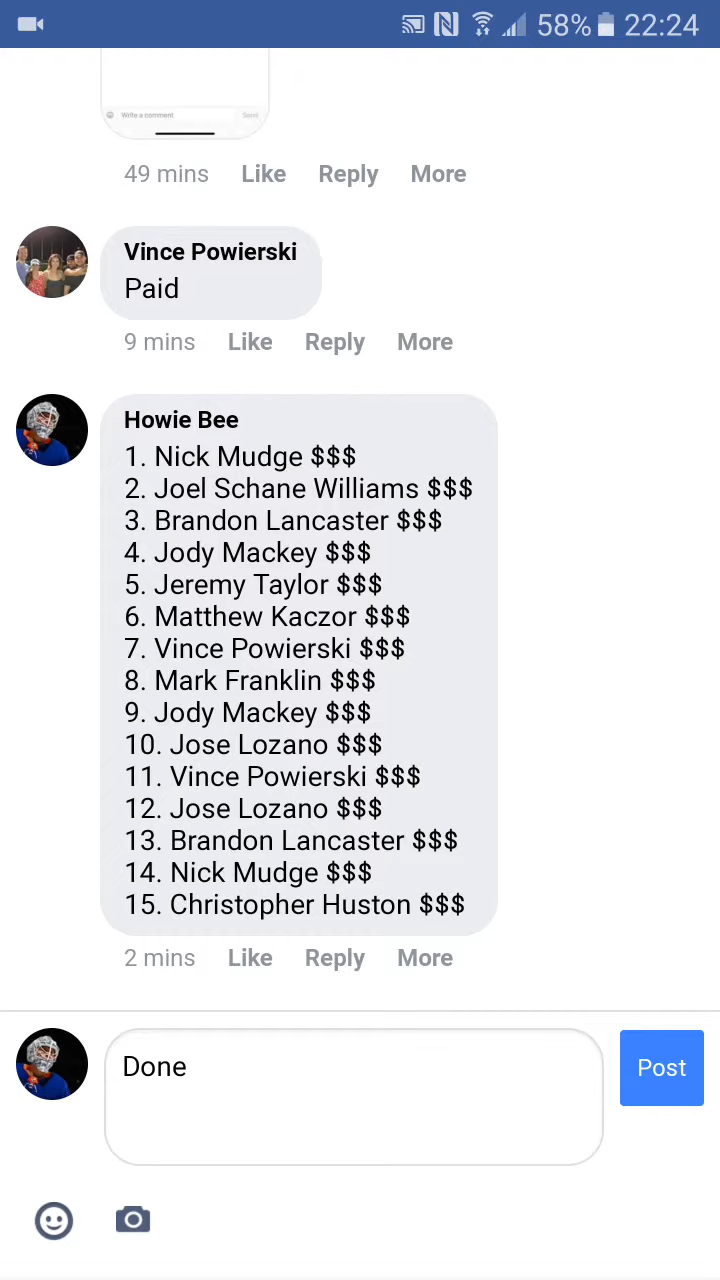 58% 22:24
Write a comment Send
49 mins Like Reply More
Vince Powierski
Paid
9 mins Like Reply More
Howie Bee
1. Nick Mudge $$$
2. Joel Schane Williams $$$
3. Brandon Lancaster $$$
4. Jody Mackey $$$
5. Jeremy Taylor $$$
6. Matthew Kaczor $$$
7. Vince Powierski $$$
8. Mark Franklin $$$
9. Jody Mackey $$$
10. Jose Lozano $$$
11. Vince Powierski $$$
12. Jose Lozano $$$
13. Brandon Lancaster $$$
14. Nick Mudge $$$
15. Christopher Huston $$$
2 mins Like Reply More
Done
Post